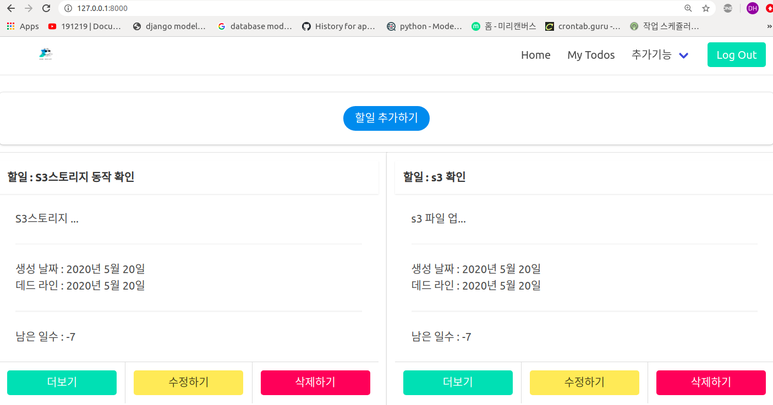 127.0.0.1:8000
DH
Apps
191219 | Docu...
django model...
database mod...
History for ap...
python - Mode...
홈 - 미리캔버스
crontab.guru -...
작업 스케줄러...
Home
My Todos
추가기능
Log Out
할일 추가하기
할일 : S3스토리지 동작 확인
S3스토리지 ...
생성 날짜 : 2020년 5월 20일
데드 라인 : 2020년 5월 20일
남은 일수 : -7
더보기
수정하기
삭제하기
할일 : s3 확인
s3 파일 업...
생성 날짜 : 2020년 5월 20일
데드 라인 : 2020년 5월 20일
남은 일수 : -7
더보기
수정하기
삭제하기